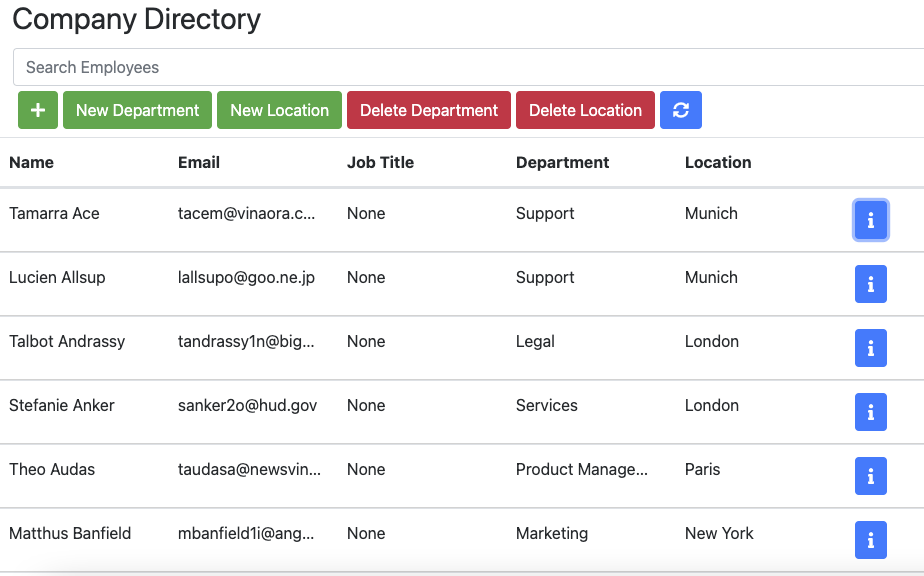 Company Directory
Search Employees
+ New Department New Location Delete Department Delete Location
Name Email Job Title Department Location
Tamarra Ace tacem@vinaora.c... None Support Munich i
Lucien Allsup lallsupo@goo.ne.jp None Support Munich i
Talbot Andrassy tandrassy1n@big... None Legal London i
Stefanie Anker sanker2o@hud.gov None Services London i
Theo Audas taudasa@newsvin... None Product Manage... Paris i
Matthus Banfield mbanfield1i@ang... None Marketing New York i